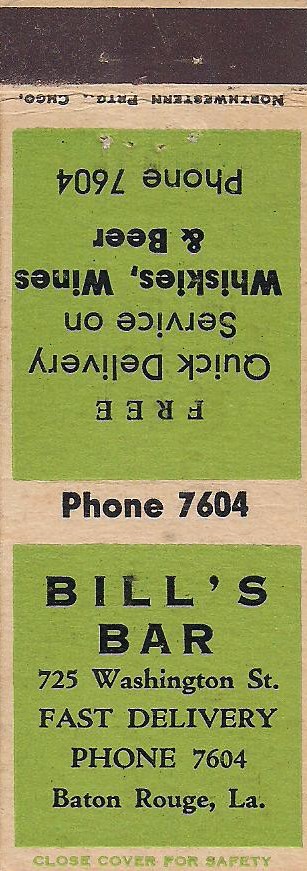 NORTHWESTERN PRTG., CHGO.
FREE
Quick Delivery
Service on
Whiskies, Wines
& Beer
Phone 7604
Phone 7604
BILL'S
BAR
725 Washington St.
FAST DELIVERY
PHONE 7604
Baton Rouge, La.
CLOSE COVER FOR SAFETY